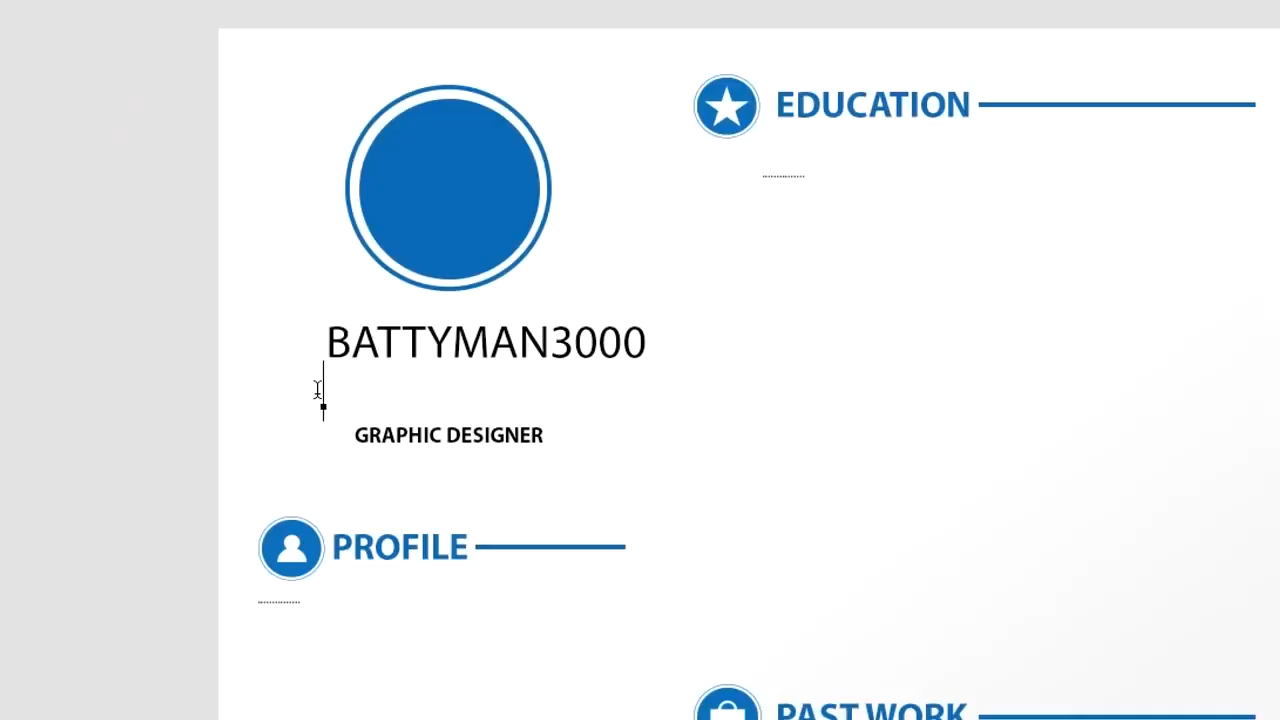 BATTYMAN3000
GRAPHIC DESIGNER
PROFILE
EDUCATION
PAST WORK